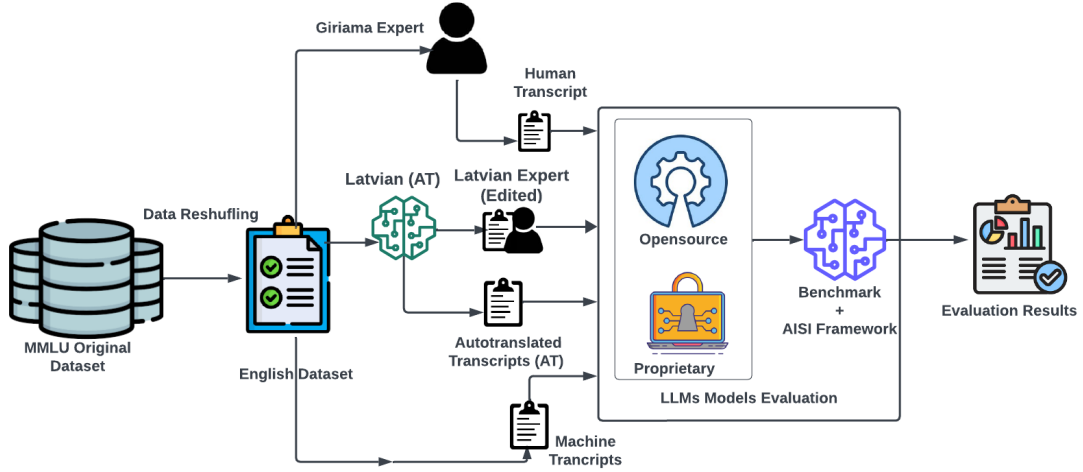 Giriama Expert
Human
Transcript
Latvian (AT)
Latvian Expert
(Edited)
Data Reshufling
Opensource
Benchmark
+
AISI Framework
Evaluation Results
MMLU Original
Dataset
English Dataset
Autotranslated
Transcripts (AT)
Proprietary
LLMs Models Evaluation
Machine
Trancripts